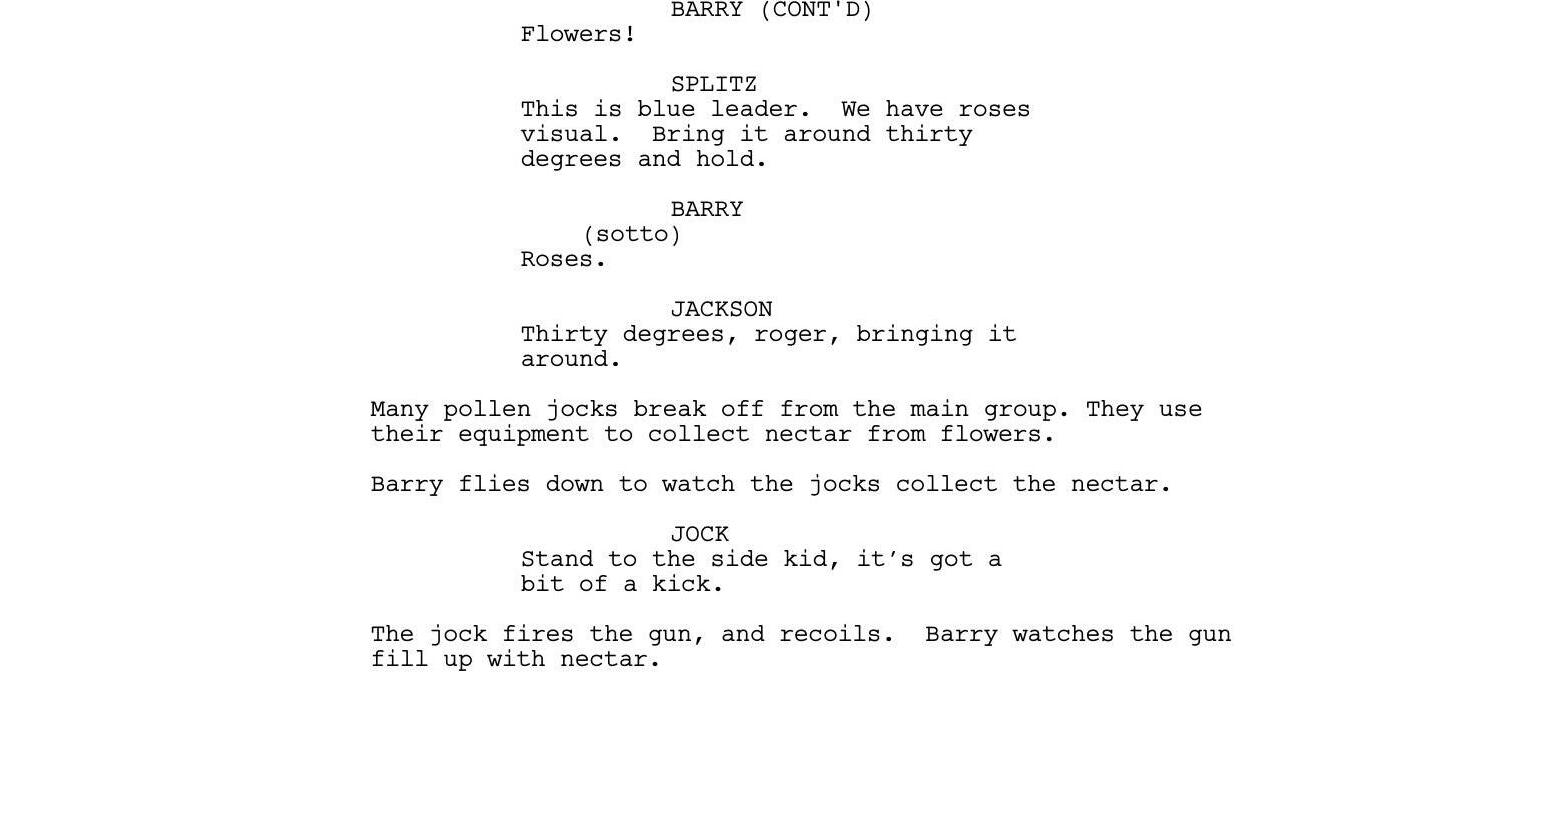 BARRY (CONT'D)
Flowers!
SPLITZ
This is blue leader.  We have roses
visual.  Bring it around thirty
degrees and hold.
BARRY
(sotto)
Roses.
JACKSON
Thirty degrees, roger, bringing it
around.
Many pollen jocks break off from the main group. They use
their equipment to collect nectar from flowers.
Barry flies down to watch the jocks collect the nectar.
JOCK
Stand to the side kid, it’s got a
bit of a kick.
The jock fires the gun, and recoils.  Barry watches the gun
fill up with nectar.